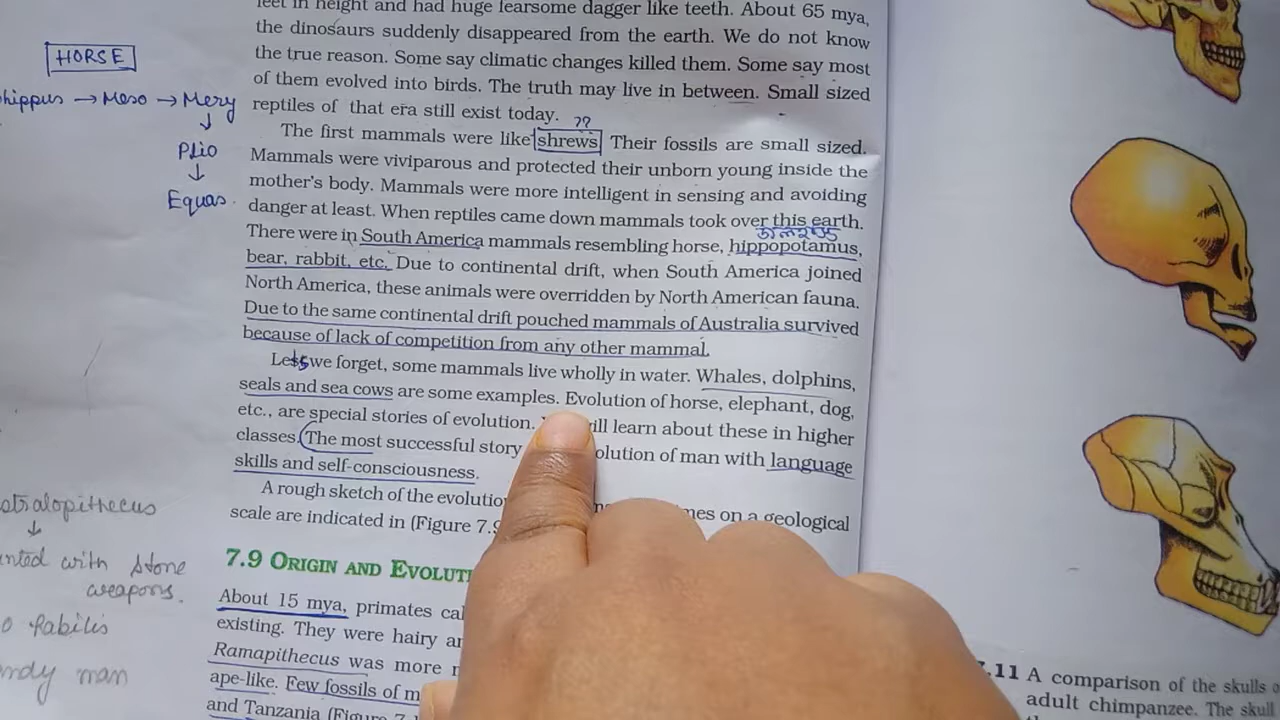 feet in height and had huge fearsome dagger like teeth. About 65 mya,
the dinosaurs suddenly disappeared from the earth. We do not know
the true reason. Some say climatic changes killed them. Some say most
of them evolved into birds. The truth may live in between. Small sized
reptiles of that era still exist today.
??
The first mammals were like shrews. Their fossils are small sized.
Mammals were viviparous and protected their unborn young inside the
mother's body. Mammals were more intelligent in sensing and avoiding
danger at least. When reptiles came down mammals took over this earth.
There were in South America mammals resembling horse, hippopotamus,
bear, rabbit, etc. Due to continental drift, when South America joined
North America, these animals were overridden by North American fauna.
Due to the same continental drift pouched mammals of Australia survived
because of lack of competition from any other mammal.
we forget, some mammals live wholly in water. Whales, dolphins,
seals and sea cows are some examples. Evolution of horse, elephant, dog,
etc., are special stories of evolution. will learn about these in higher
classes. The most successful story olution of man with language
skills and self-consciousness.
A rough sketch of the evolutio mes on a geological
scale are indicated in (Figure 7.9
7.9 ORIGIN AND EVOLUTI
About 15 mya, primates cal
existing. They were hairy an
Ramapithecus was more
ape-like. Few fossils of m
and Tanzania (Figure 7.1
HORSE
hippus → Meso → Mery
↓
Plio
↓
Equas.
stralopithecus
↓
unted with stone
weapons.
o habilis
andy man
.11 A comparison of the skulls o
adult chimpanzee. The skull